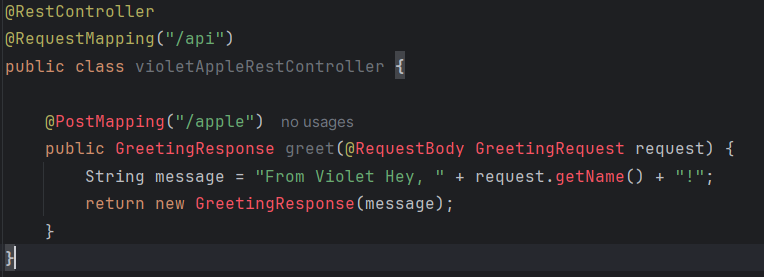 @RestController
@RequestMapping("/api")
public class violetAppleRestController {
@PostMapping("/apple") no usages
public GreetingResponse greet(@RequestBody GreetingRequest request) {
String message = "From Violet Hey, " + request.getName() + "!";
return new GreetingResponse(message);
}
}